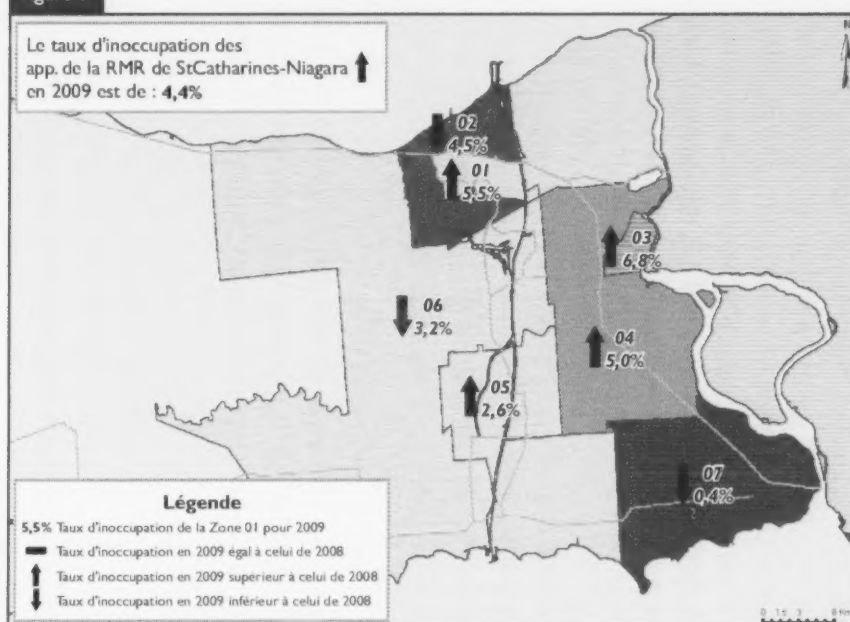 Le taux d'inoccupation des
app. de la RMR de StCatharines-Niagara
en 2009 est de : 4,4%
N
02
4,5%
01
5,5%
03
6,8%
06
3,2%
04
5,0%
05
2,6%
07
0,4%
Légende
5,5% Taux d'inoccupation de la Zone 01 pour 2009
Taux d'inoccupation en 2009 égal à celui de 2008
Taux d'inoccupation en 2009 supérieur à celui de 2008
Taux d'inoccupation en 2009 inférieur à celui de 2008